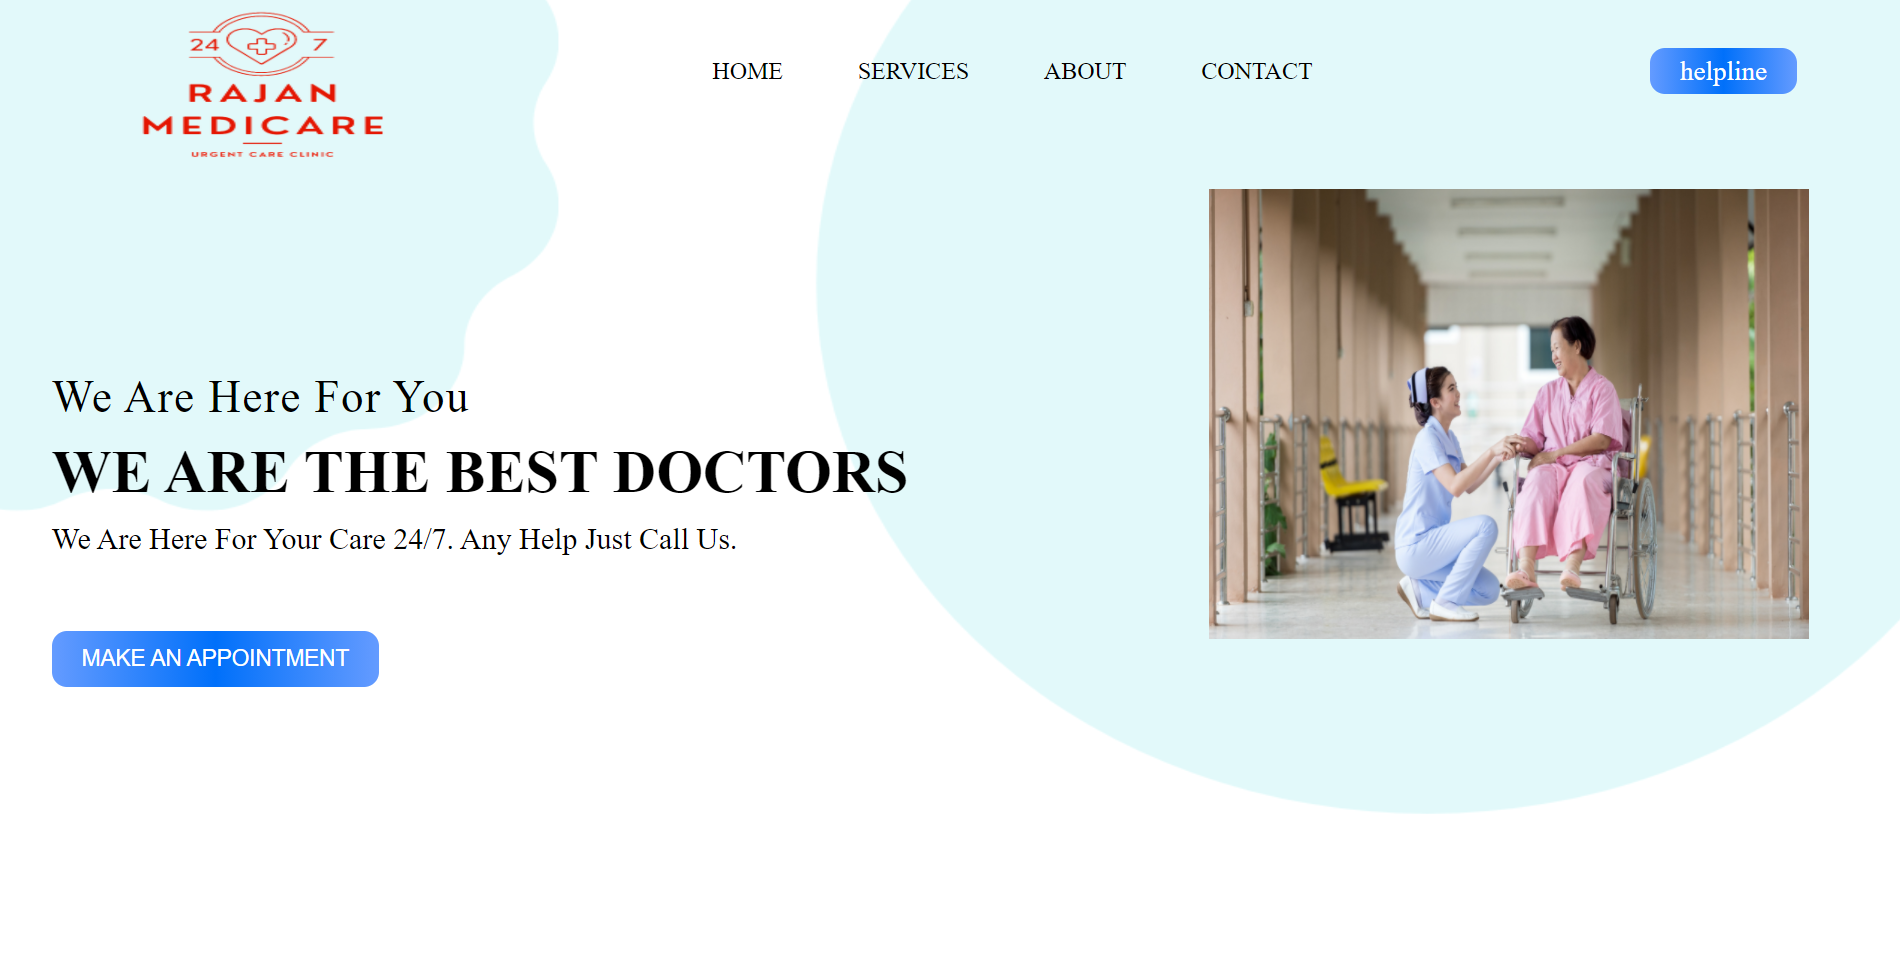 24 7
RAJAN
MEDICARE
URGENT CARE CLINIC
HOME SERVICES ABOUT CONTACT
helpline
We Are Here For You
WE ARE THE BEST DOCTORS
We Are Here For Your Care 24/7. Any Help Just Call Us.
MAKE AN APPOINTMENT